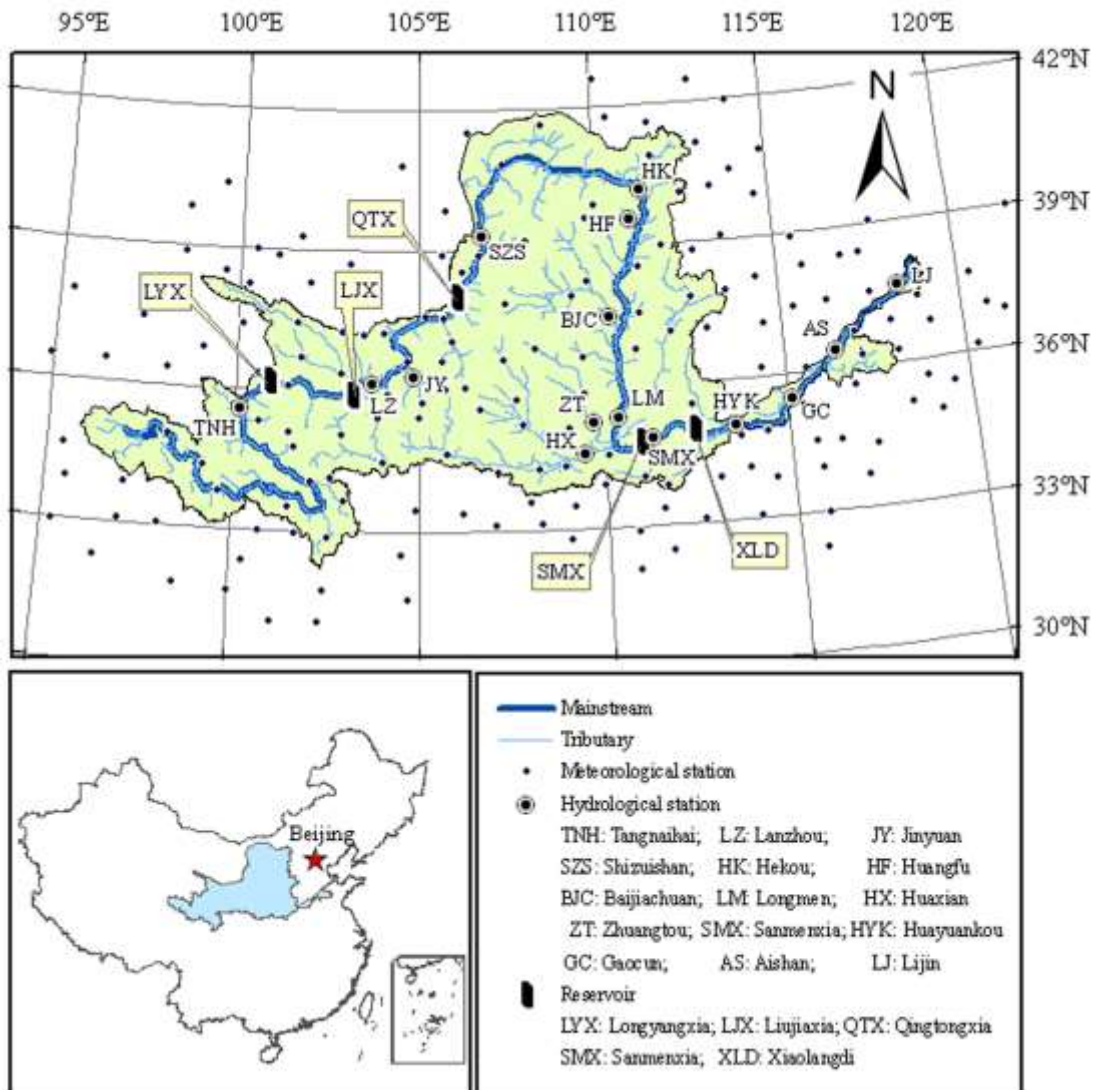 95°E 100°E 105°E 110°E 115°E 120°E
42°N
N
HK
39°N
QTX
HF
SZS
LYX
LJX
LJ
BJC
AS
36°N
JY
LZ
ZT
LM
HYK
GC
TNH
HX
SMX
33°N
SMX
XLD
30°N
Beijing
Mainstream
Tributary
Meteorological station
Hydrological station
TNH: Tangnaihai; LZ: Lanzhou; JY: Jinyuan
SZS: Shizuishan; HK: Hekou; HF: Huangfu
BJC: Baijiachuan; LM: Longmen; HX: Huaxian
ZT: Zhuangtou; SMX: Sanmenxia; HYK: Huayuankou
GC: Gaocun; AS: Aishan; LJ: Lijin
Reservoir
LYX: Longyangxia; LJX: Liujiaxia; QTX: Qingtongxia
SMX: Sanmenxia; XLD: Xiaolangdi